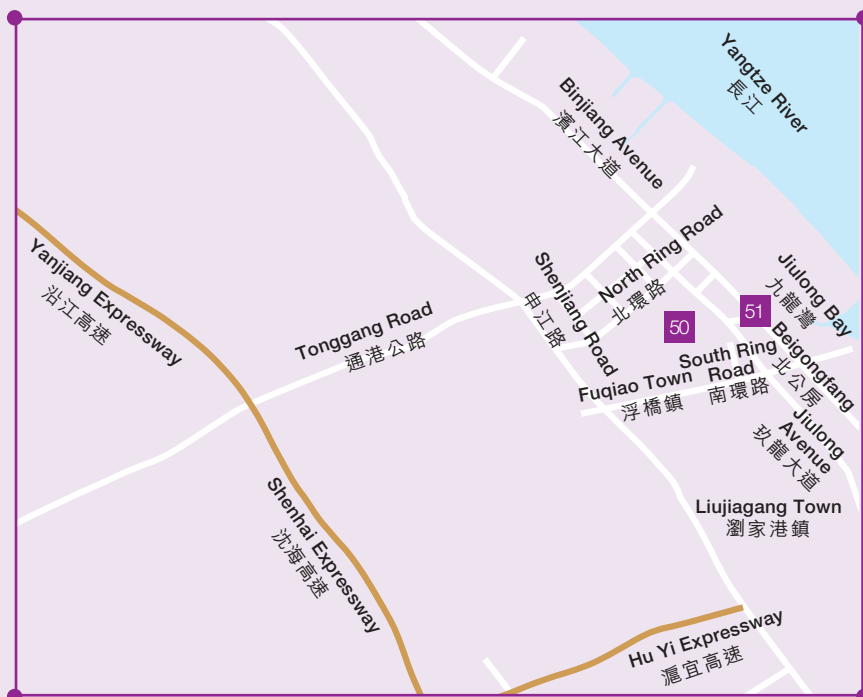 Yangtze River
長江
Binjiang Avenue
濱江大道
North Ring Road
北環路
Jiulong Bay
九龍灣
Yanjiang Expressway
沿江高速
Shenjiang Road
申江路
Tonggang Road
通港公路
50
51
Beigongfang
北公房
South Ring
Road
南環路
Fuqiao Town
浮橋鎮
Jiulong
Avenue
玖龍大道
Liujiagang Town
瀏家港鎮
Shenhai Expressway
沈海高速
Hu Yi Expressway
滬宜高速